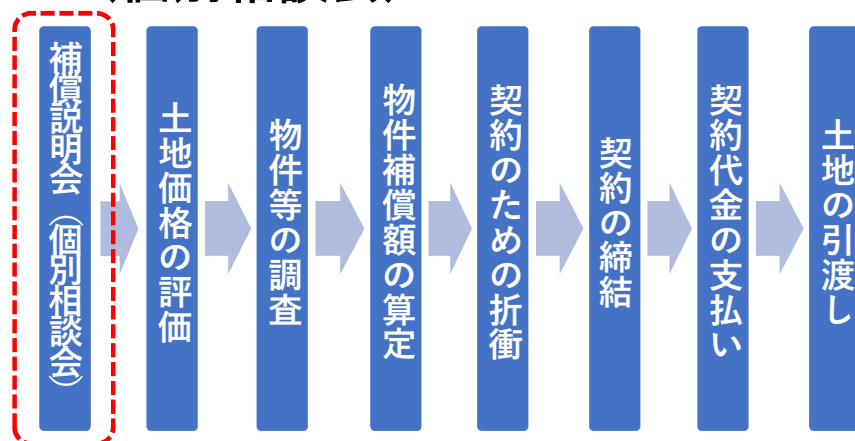 補償説明会（個別相談会）
土地価格の評価
物件等の調査
物件補償額の算定
契約のための折衝
契約の締結
契約代金の支払い
土地の引渡し